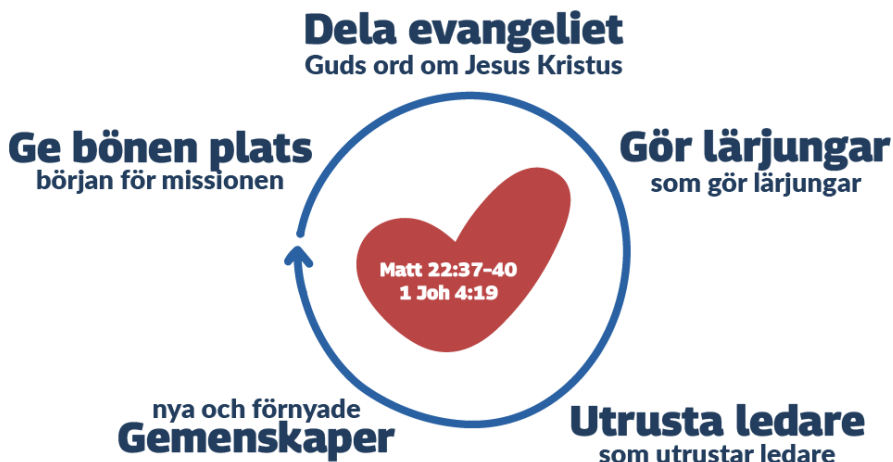 Dela evangeliet
Guds ord om Jesus Kristus
Ge bönen plats
början för missionen
Gör lärjungar
som gör lärjungar
Matt 22:37-40
1 Joh 4:19
nya och förnyade
Gemenskaper
Utrusta ledare
som utrustar ledare